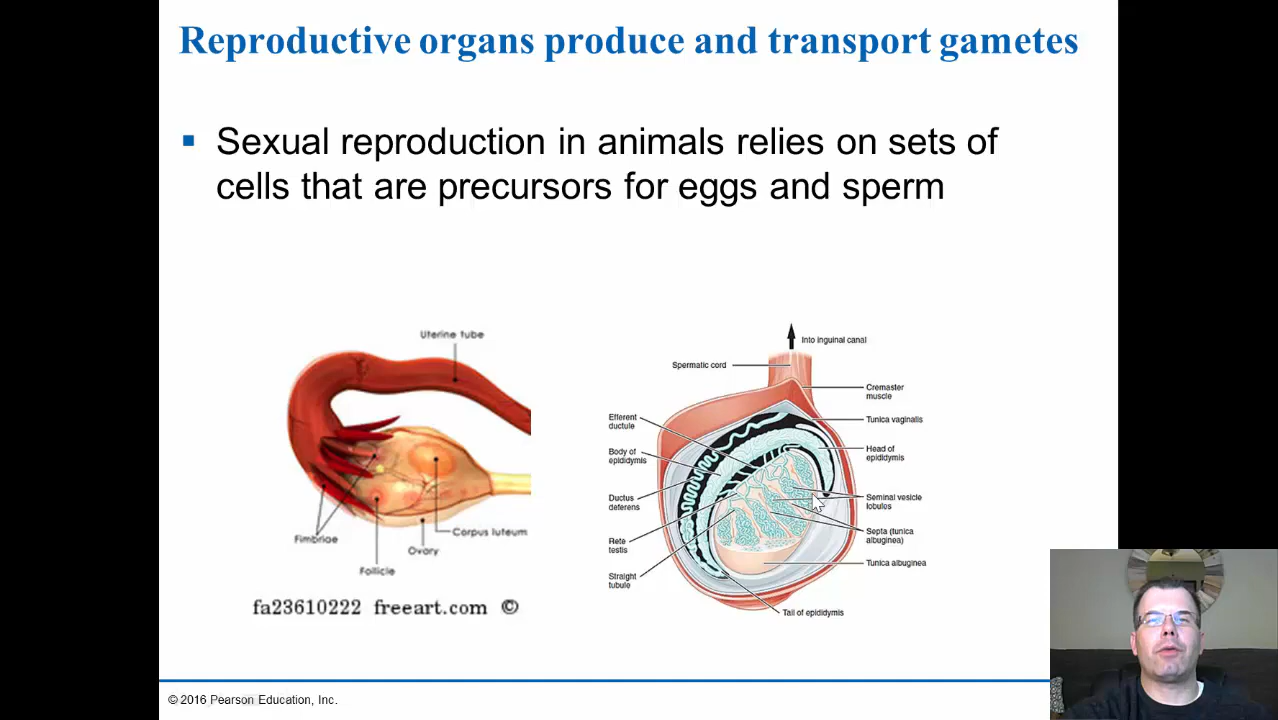 Reproductive organs produce and transport gametes
▪ Sexual reproduction in animals relies on sets of
cells that are precursors for eggs and sperm
Uterine tube
Fimbriae
Follicle
Ovary
Corpus luteum
fa23610222 freeart.com ©
Into inguinal canal
Spermatic cord
Cremaster
muscle
Tunica vaginalis
Efferent
ductule
Body of
epididymis
Head of
epididymis
Ductus
deferens
Seminal vesicle
lobules
Rete
testis
Septa (tunica
albuginea)
Straight
tubule
Tunica albuginea
Tail of epididymis
© 2016 Pearson Education, Inc.